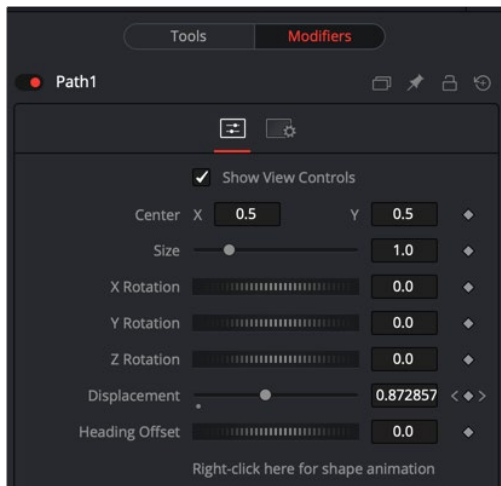 Tools Modifiers
Path1
Show View Controls
Center X 0.5 Y 0.5
Size 1.0
X Rotation 0.0
Y Rotation 0.0
Z Rotation 0.0
Displacement 0.872857
Heading Offset 0.0
Right-click here for shape animation